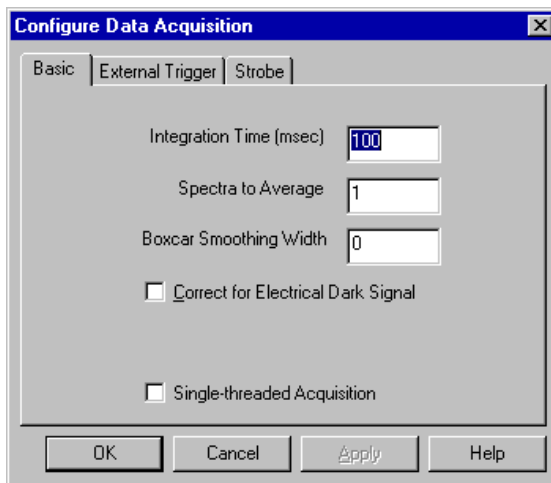 Configure Data Acquisition
Basic External Trigger Strobe
Integration Time (msec) 100
Spectra to Average 1
Boxcar Smoothing Width 0
Correct for Electrical Dark Signal
Single-threaded Acquisition
OK Cancel Apply Help